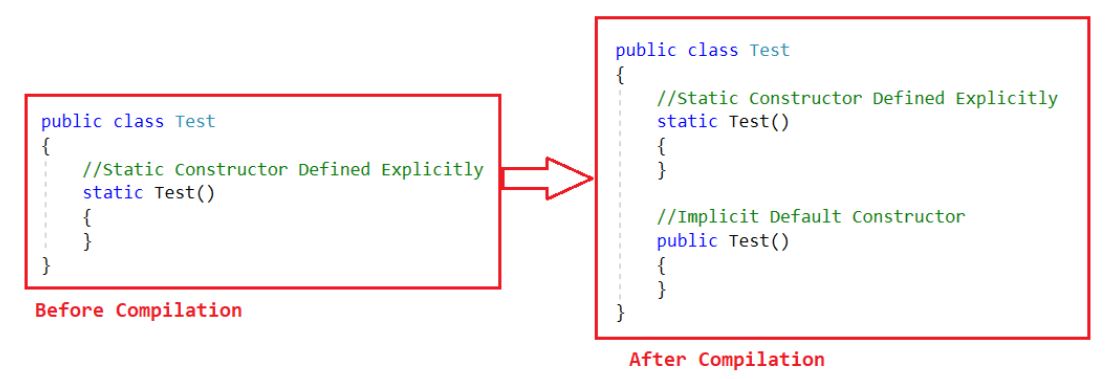 public class Test
{
//Static Constructor Defined Explicitly
static Test()
{
}
}
Before Compilation
public class Test
{
//Static Constructor Defined Explicitly
static Test()
{
}
//Implicit Default Constructor
public Test()
{
}
}
After Compilation